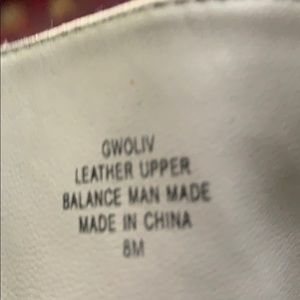 GWOLIV
LEATHER UPPER
BALANCE MAN MADE
MADE IN CHINA
8M